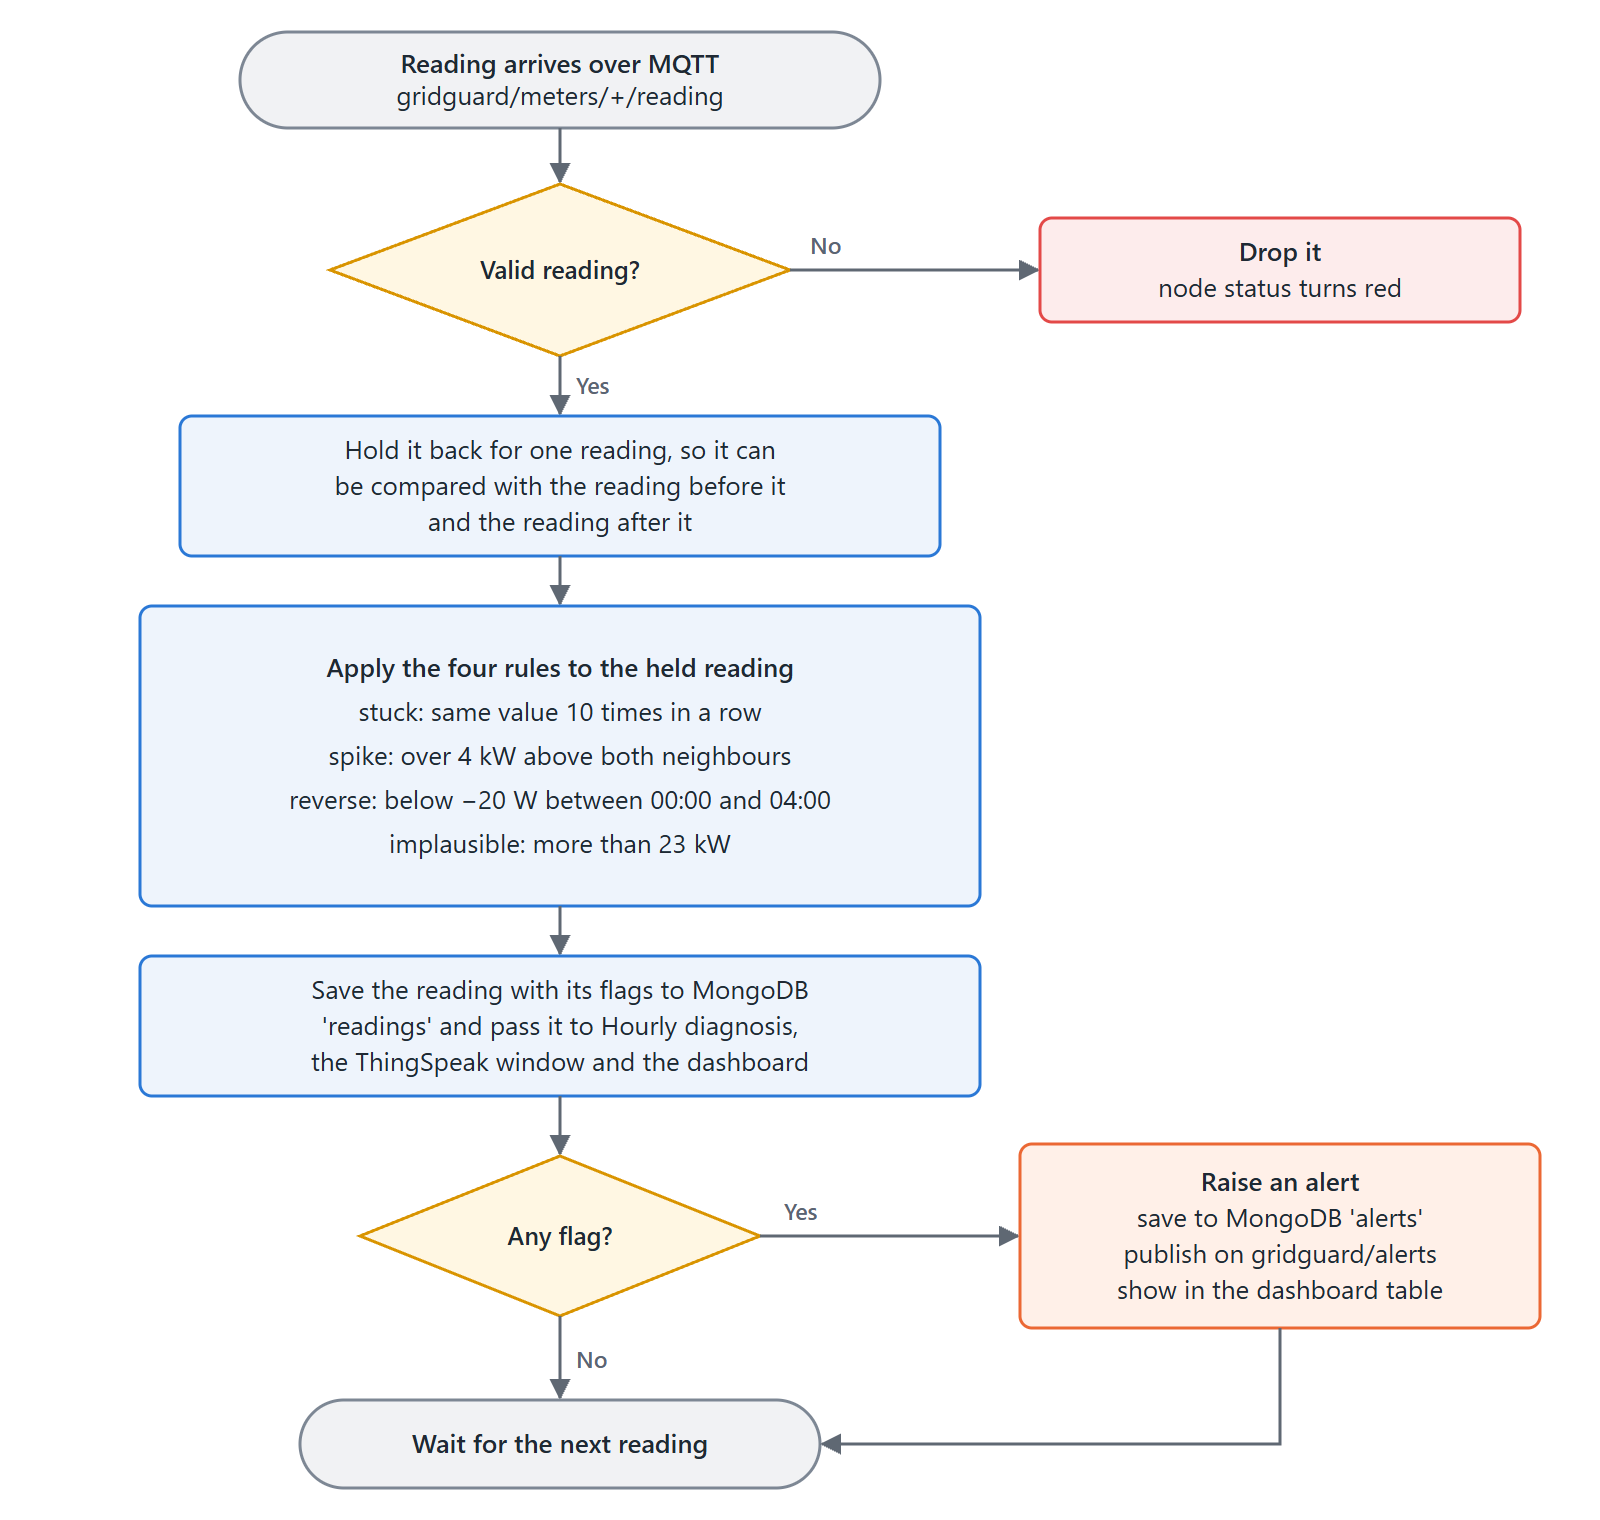 Reading arrives over MQTT
gridguard/meters/+/reading
Valid reading?
No
Drop it
node status turns red
Yes
Hold it back for one reading, so it can
be compared with the reading before it
and the reading after it
Apply the four rules to the held reading
stuck: same value 10 times in a row
spike: over 4 kW above both neighbours
reverse: below −20 W between 00:00 and 04:00
implausible: more than 23 kW
Save the reading with its flags to MongoDB
'readings' and pass it to Hourly diagnosis,
the ThingSpeak window and the dashboard
Any flag?
Yes
Raise an alert
save to MongoDB 'alerts'
publish on gridguard/alerts
show in the dashboard table
No
Wait for the next reading